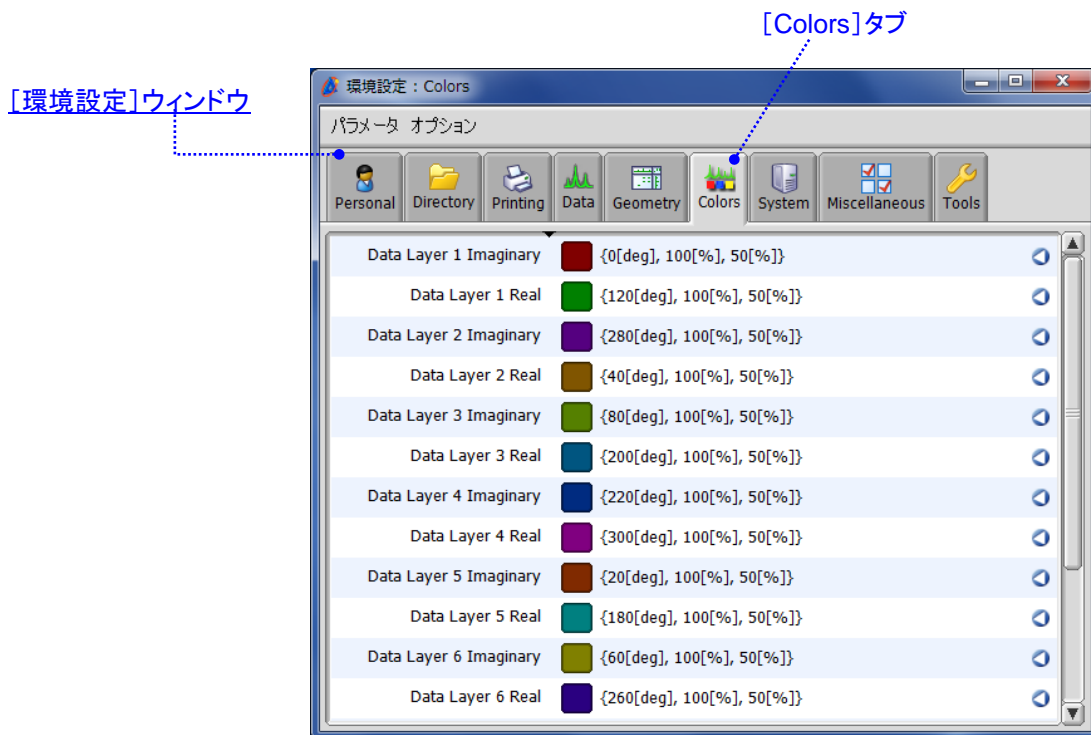 ［Colors］タブ
［環境設定］ウィンドウ
環境設定：Colors
パラメータ オプション
Personal Directory Printing Data Geometry Colors System Miscellaneous Tools
Data Layer 1 Imaginary {0[deg], 100[%], 50[%]}
Data Layer 1 Real {120[deg], 100[%], 50[%]}
Data Layer 2 Imaginary {280[deg], 100[%], 50[%]}
Data Layer 2 Real {40[deg], 100[%], 50[%]}
Data Layer 3 Imaginary {80[deg], 100[%], 50[%]}
Data Layer 3 Real {200[deg], 100[%], 50[%]}
Data Layer 4 Imaginary {220[deg], 100[%], 50[%]}
Data Layer 4 Real {300[deg], 100[%], 50[%]}
Data Layer 5 Imaginary {20[deg], 100[%], 50[%]}
Data Layer 5 Real {180[deg], 100[%], 50[%]}
Data Layer 6 Imaginary {60[deg], 100[%], 50[%]}
Data Layer 6 Real {260[deg], 100[%], 50[%]}